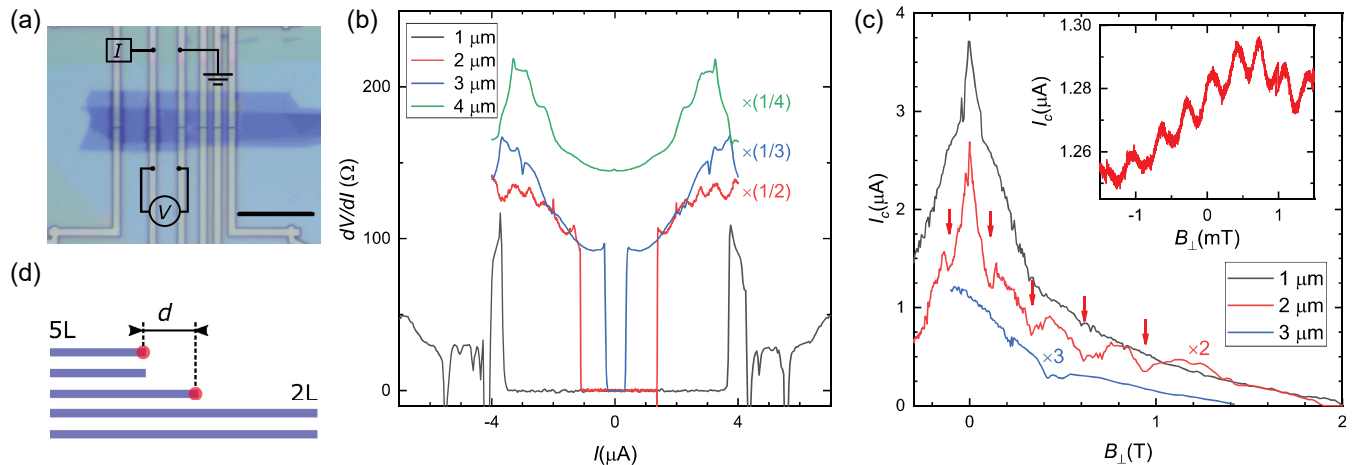 (a)
I
V
(b)
dV/dI (Ω)
200
100
0
1 μm
2 μm
3 μm
4 μm
×(1/4)
×(1/3)
×(1/2)
-4
0
4
I(μA)
(c)
I_c(μA)
4
3
2
1
0
0
1
2
B⊥(T)
×3
×2
1 μm
2 μm
3 μm
I_c(μA)
1.30
1.28
1.26
-1
0
1
B⊥(mT)
(d)
5L
d
2L